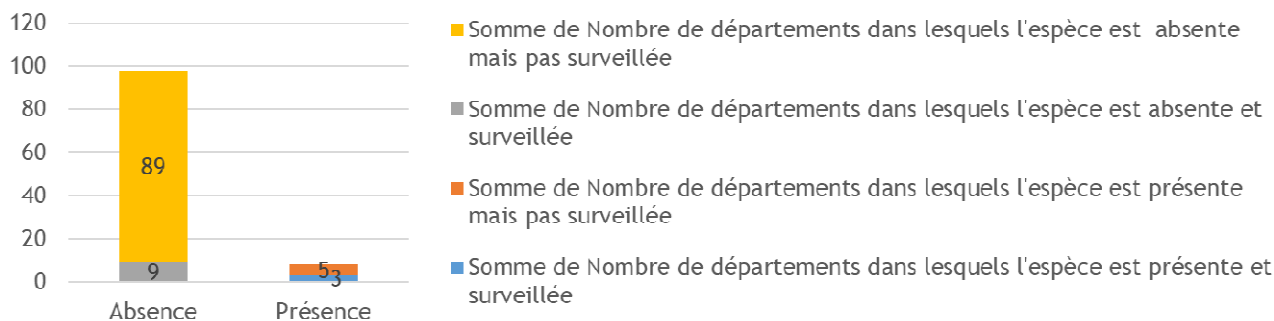 120
100
80
60
40
20
0
89
9
5
3
Absence
Présence
Somme de Nombre de départements dans lesquels l'espèce est absente
mais pas surveillée
Somme de Nombre de départements dans lesquels l'espèce est absente et
surveillée
Somme de Nombre de départements dans lesquels l'espèce est présente
mais pas surveillée
Somme de Nombre de départements dans lesquels l'espèce est présente et
surveillée